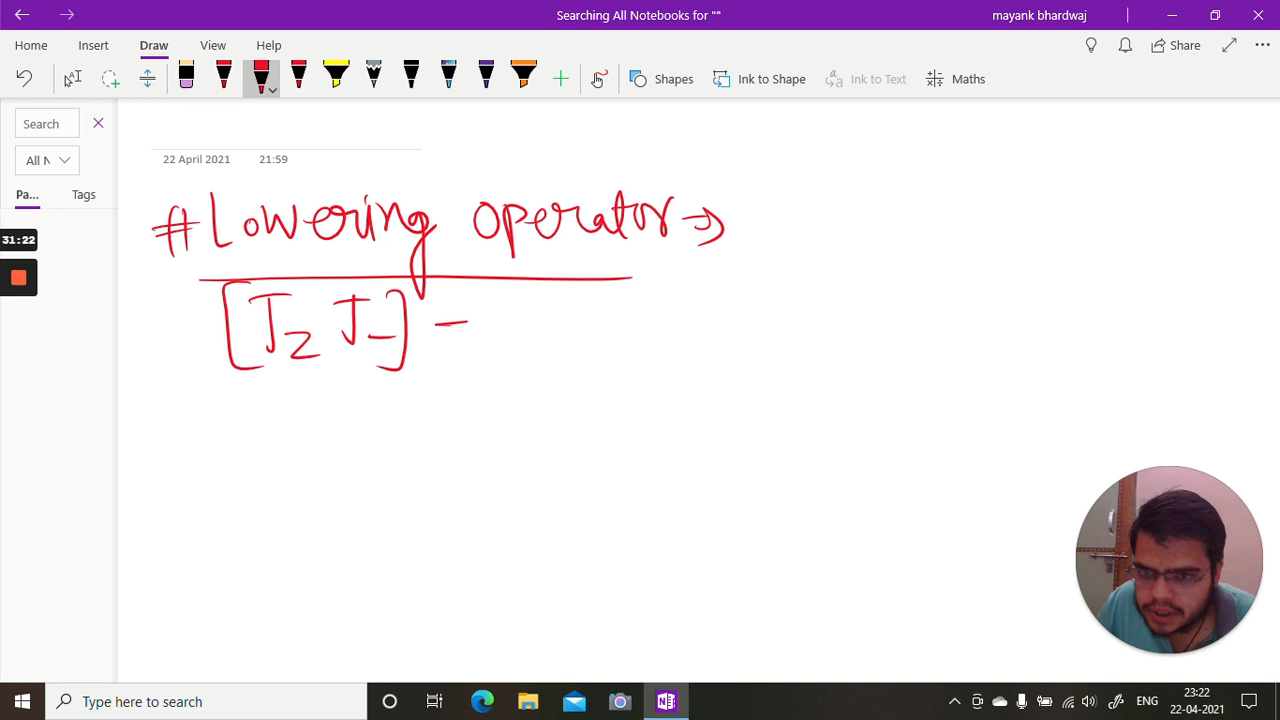 Searching All Notebooks for ""
mayank bhardwaj
Home Insert Draw View Help
Share
Shapes
Ink to Shape
Ink to Text
Maths
Search
All N
Pa... Tags
22 April 2021 21:59
31:22
#Lowering operator →
[Jz J-] -
Type here to search
ENG
23:22
22-04-2021